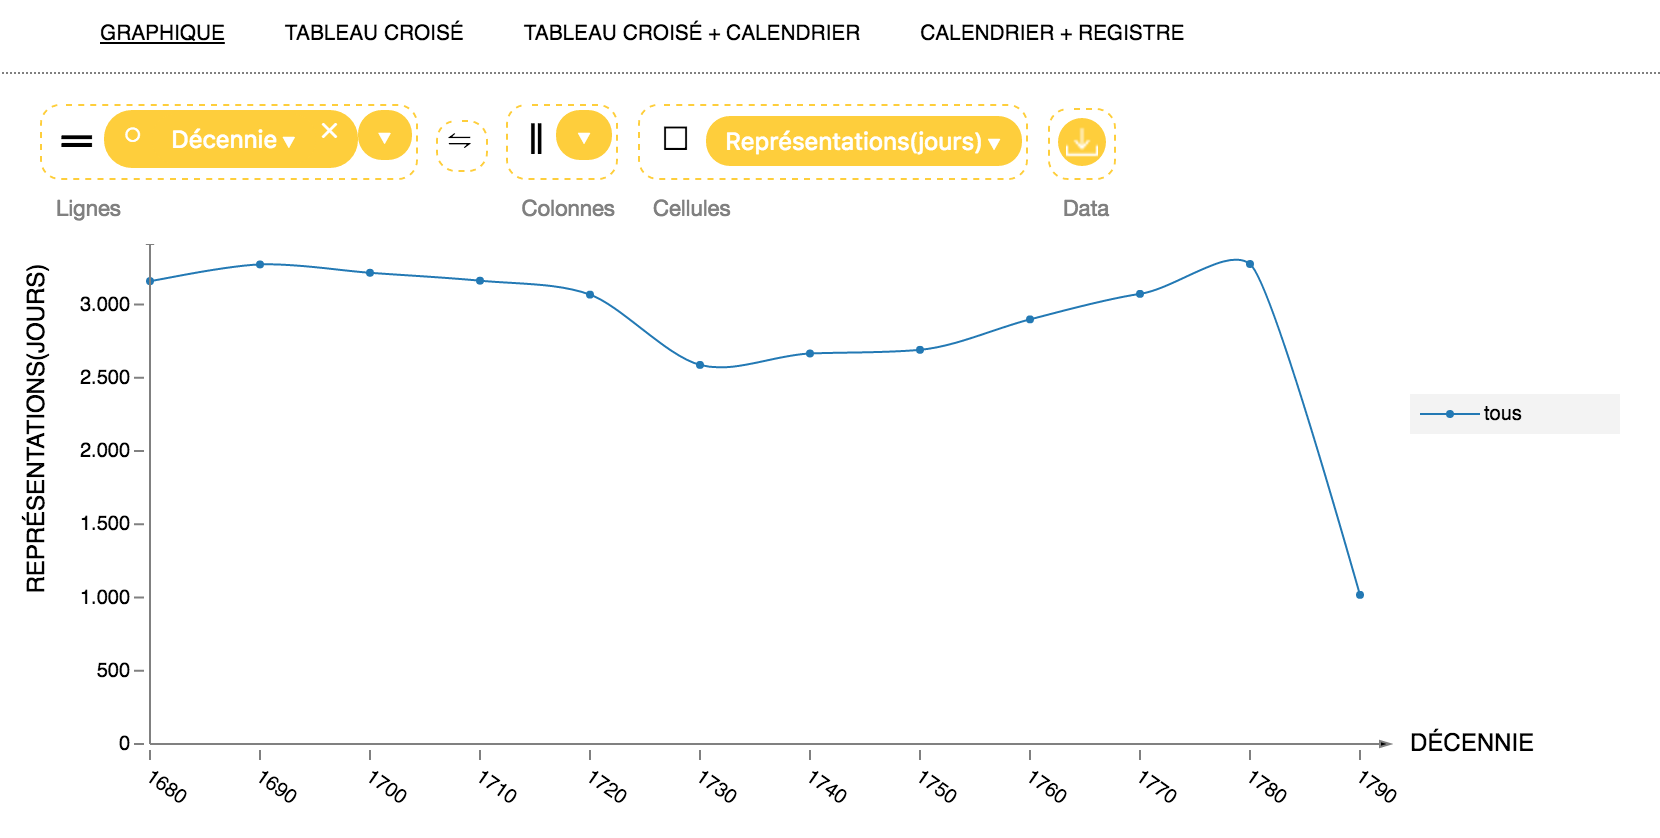 GRAPHIQUE TABLEAU CROISÉ TABLEAU CROISÉ + CALENDRIER CALENDRIER + REGISTRE
Décennie ▾ ▾ ▾ Représentations(jours) ▾
Lignes Colonnes Cellules Data
REPRÉSENTATIONS(JOURS)
3.000
2.500
2.000
1.500
1.000
500
0
tous
DÉCENNIE
1680 1690 1700 1710 1720 1730 1740 1750 1760 1770 1780 1790